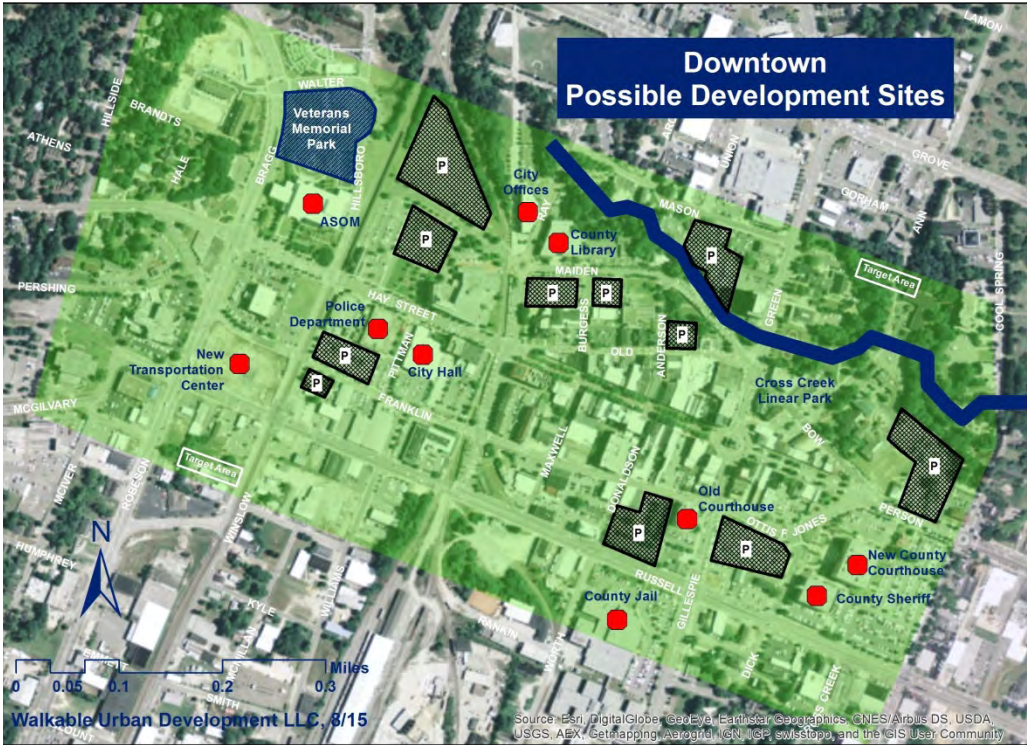 Downtown
Possible Development Sites
LAMON
HILLSIDE
BRANDTS
ATHENS
HALE
WALTER
Veterans
Memorial
Park
BRAGG
HILLSBORO
ASOM
P
P
City
Offices
RAY
County
Library
MAIDEN
P
P
BURGESS
MASON
P
UNION
GROVE
GORHAM
ANN
Target Area
COOL SPRING
GREEN
PERSHING
HAY STREET
Police
Department
PITTMAN
City Hall
New
Transportation
Center
P
P
FRANKLIN
OLD
ANDERSON
P
Cross Creek
Linear Park
BOW
MCGILVARY
MCIVER
ROBESON
Target Area
WINSLOW
MAXWELL
DONALDSON
P
Old
Courthouse
P
OTTIS F JONES
PERSON
P
New County
Courthouse
County Sheriff
RUSSELL
GILLESPIE
County Jail
N
HUMPHREY
KYLE
WILLIAMS
RANKIN
DICK
SMITH
Miles
0
0.05
0.1
0.2
0.3
Walkable Urban Development LLC, 8/15
Source: Esri, DigitalGlobe, GeoEye, Earthstar Geographics, CNES/Airbus DS, USDA,
USGS, AEX, Getmapping, Aerogrid, IGN, IGP, swisstopo, and the GIS User Community